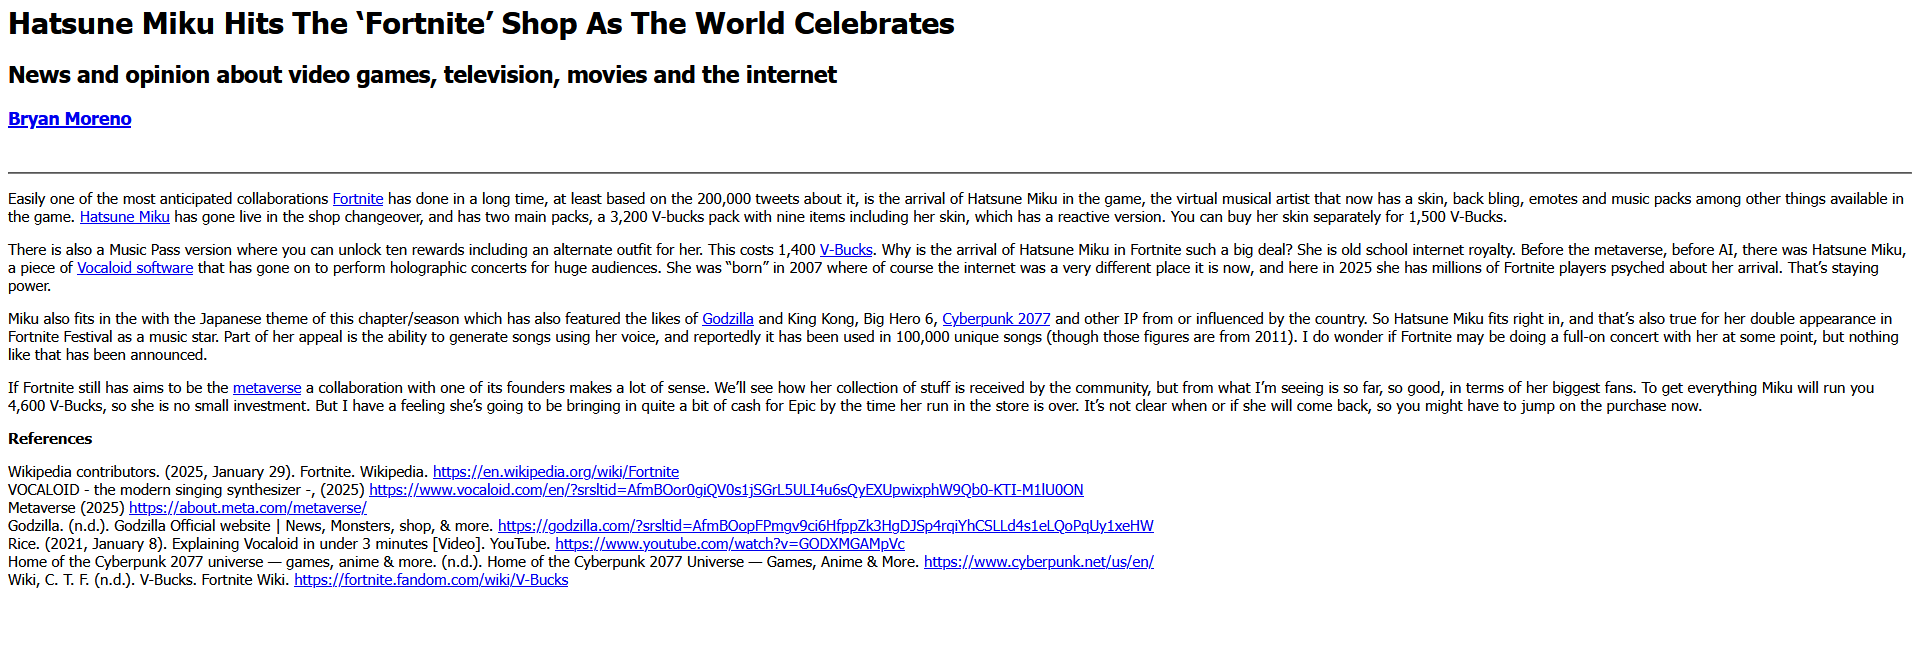 Hatsune Miku Hits The ‘Fortnite’ Shop As The World Celebrates
News and opinion about video games, television, movies and the internet
Bryan Moreno
Easily one of the most anticipated collaborations Fortnite has done in a long time, at least based on the 200,000 tweets about it, is the arrival of Hatsune Miku in the game, the virtual musical artist that now has a skin, back bling, emotes and music packs among other things available in
the game. Hatsune Miku has gone live in the shop changeover, and has two main packs, a 3,200 V-bucks pack with nine items including her skin, which has a reactive version. You can buy her skin separately for 1,500 V-Bucks.
There is also a Music Pass version where you can unlock ten rewards including an alternate outfit for her. This costs 1,400 V-Bucks. Why is the arrival of Hatsune Miku in Fortnite such a big deal? She is old school internet royalty. Before the metaverse, before AI, there was Hatsune Miku,
a piece of Vocaloid software that has gone on to perform holographic concerts for huge audiences. She was “born” in 2007 where of course the internet was a very different place it is now, and here in 2025 she has millions of Fortnite players psyched about her arrival. That’s staying
power.
Miku also fits in the with the Japanese theme of this chapter/season which has also featured the likes of Godzilla and King Kong, Big Hero 6, Cyberpunk 2077 and other IP from or influenced by the country. So Hatsune Miku fits right in, and that’s also true for her double appearance in
Fortnite Festival as a music star. Part of her appeal is the ability to generate songs using her voice, and reportedly it has been used in 100,000 unique songs (though those figures are from 2011). I do wonder if Fortnite may be doing a full-on concert with her at some point, but nothing
like that has been announced.
If Fortnite still has aims to be the metaverse a collaboration with one of its founders makes a lot of sense. We’ll see how her collection of stuff is received by the community, but from what I’m seeing is so far, so good, in terms of her biggest fans. To get everything Miku will run you
4,600 V-Bucks, so she is no small investment. But I have a feeling she’s going to be bringing in quite a bit of cash for Epic by the time her run in the store is over. It’s not clear when or if she will come back, so you might have to jump on the purchase now.
References
Wikipedia contributors. (2025, January 29). Fortnite. Wikipedia. https://en.wikipedia.org/wiki/Fortnite
VOCALOID - the modern singing synthesizer -, (2025) https://www.vocaloid.com/en/?srsltid=AfmBOor0giQV0s1jSGrL5ULI4u6sQyEXUpwixphW9Qb0-KTI-M1lU0ON
Metaverse (2025) https://about.meta.com/metaverse/
Godzilla. (n.d.). Godzilla Official website | News, Monsters, shop, & more. https://godzilla.com/?srsltid=AfmBOopFPmgv9ci6HfppZk3HgDJSp4rqiYhCSLLd4s1eLQoPqUy1xeHW
Rice. (2021, January 8). Explaining Vocaloid in under 3 minutes [Video]. YouTube. https://www.youtube.com/watch?v=GODXMGAMpVc
Home of the Cyberpunk 2077 universe — games, anime & more. (n.d.). Home of the Cyberpunk 2077 Universe — Games, Anime & More. https://www.cyberpunk.net/us/en/
Wiki, C. T. F. (n.d.). V-Bucks. Fortnite Wiki. https://fortnite.fandom.com/wiki/V-Bucks